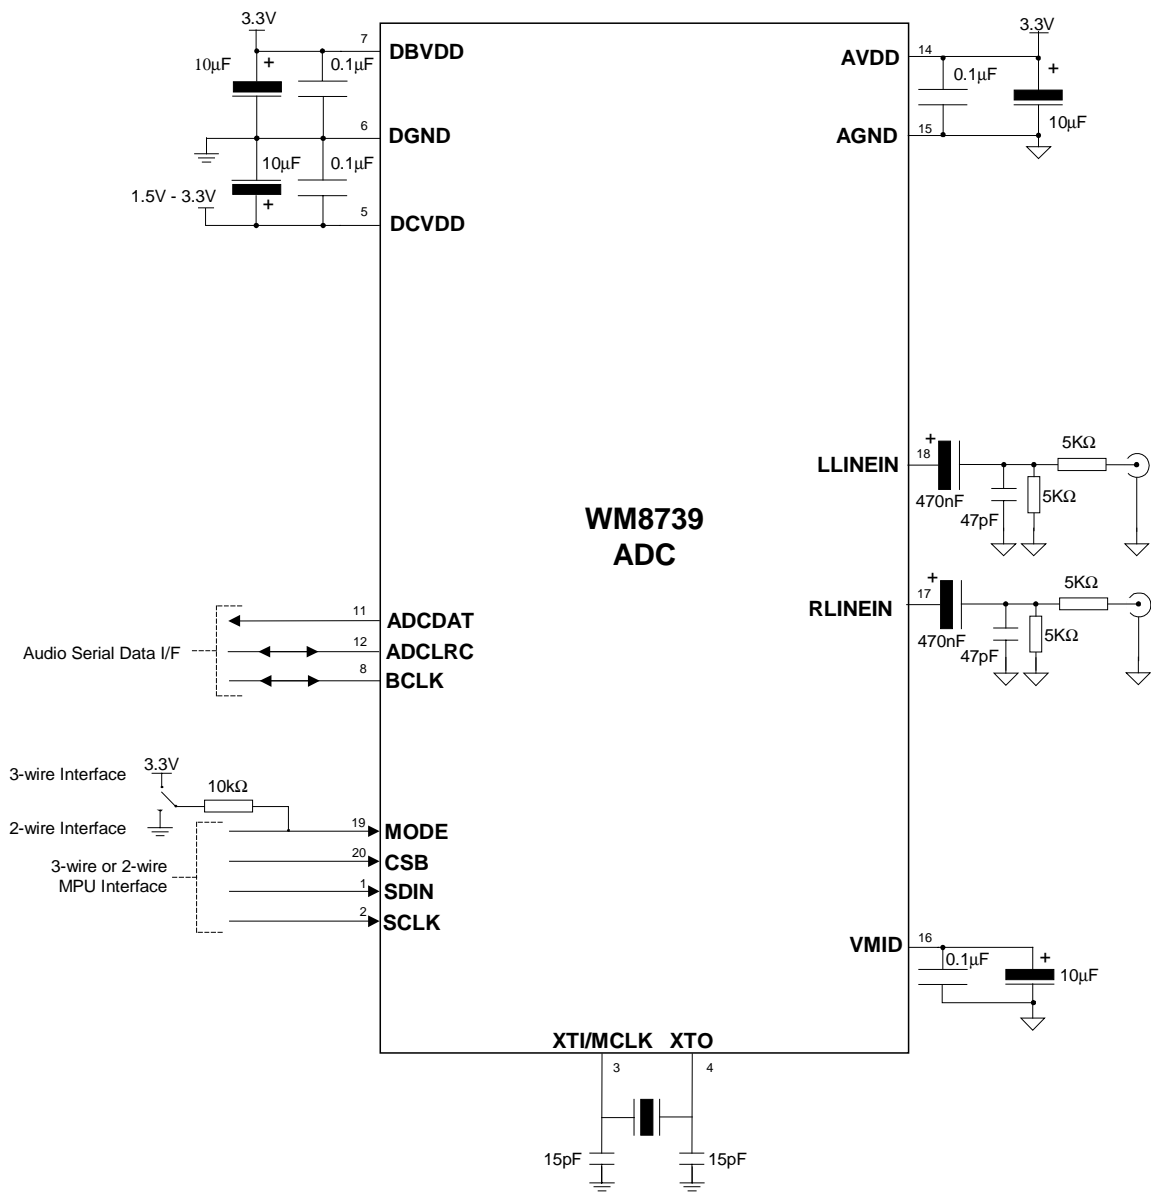 3.3V
7
DBVDD
10µF
+
0.1µF
6
DGND
10µF
0.1µF
1.5V - 3.3V
+
5
DCVDD
3.3V
AVDD
14
0.1µF
+
10µF
AGND
15
LLINEIN
18
+
470nF
47pF
5KΩ
5KΩ
WM8739
ADC
RLINEIN
17
+
470nF
47pF
5KΩ
5KΩ
Audio Serial Data I/F
11
ADCDAT
12
ADCLRC
8
BCLK
3-wire Interface
3.3V
10kΩ
2-wire Interface
3-wire or 2-wire
MPU Interface
19
MODE
20
CSB
1
SDIN
2
SCLK
VMID
16
0.1µF
+
10µF
XTI/MCLK
XTO
3
4
15pF
15pF